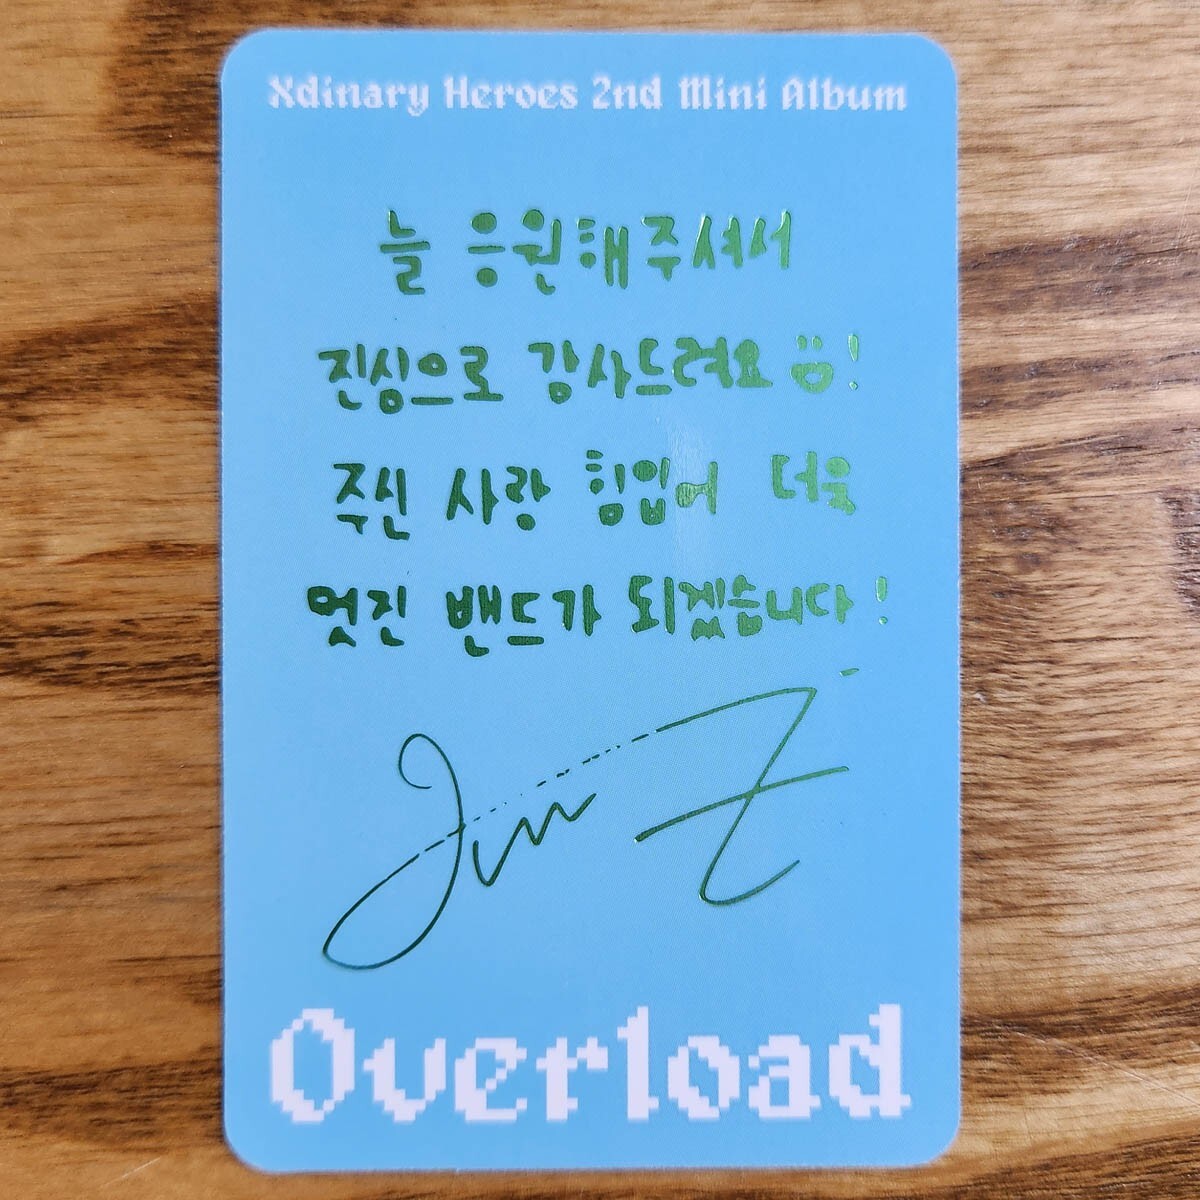 Xdinary Heroes 2nd Mini Album
늘 응원해주셔서
진심으로 감사드려요 !
주신 사랑 힘입어 더욱
멋진 밴드가 되겠습니다 !
Overload